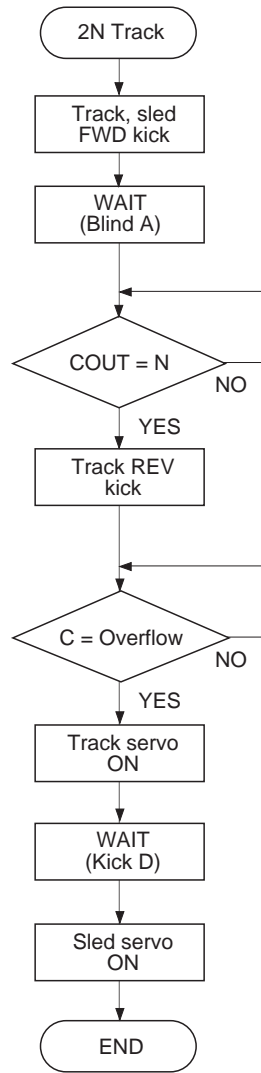 2N Track
Track, sled
FWD kick
WAIT
(Blind A)
COUT = N
NO
YES
Track REV
kick
C = Overflow
NO
YES
Track servo
ON
WAIT
(Kick D)
Sled servo
ON
END